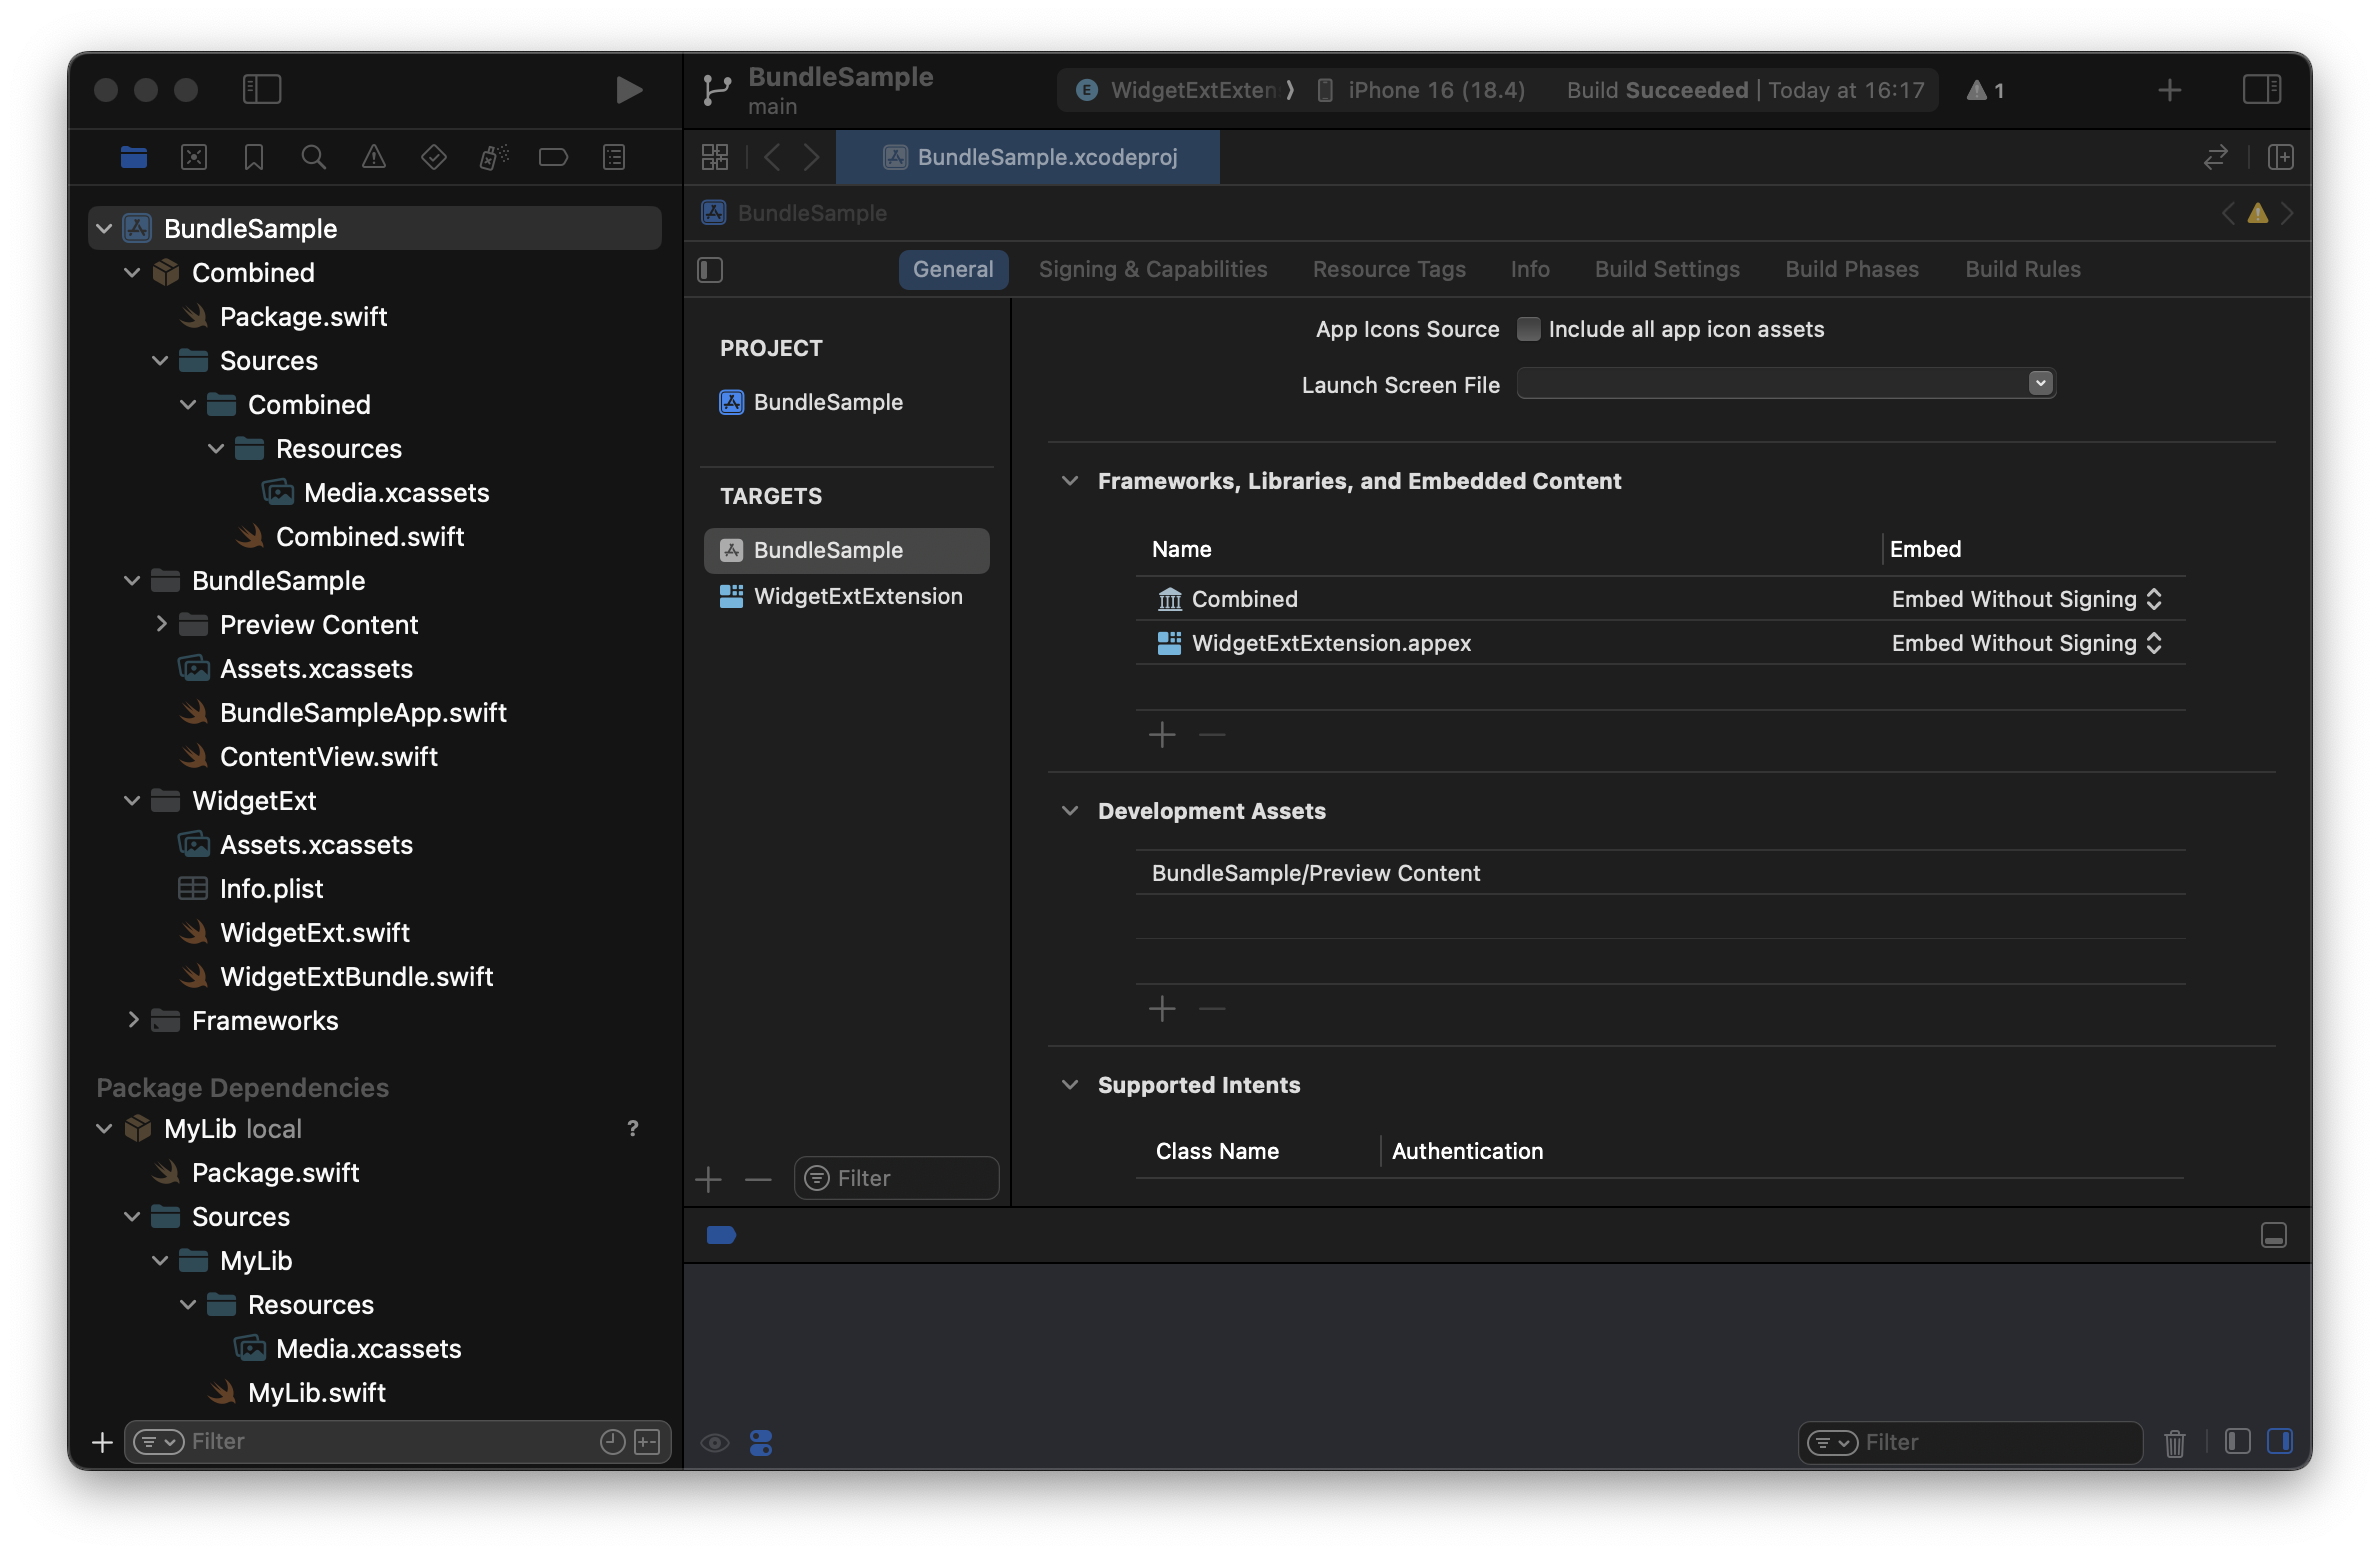 BundleSample
main
E WidgetExtExten iPhone 16 (18.4) Build Succeeded | Today at 16:17 1
BundleSample.xcodeproj
BundleSample
General Signing & Capabilities Resource Tags Info Build Settings Build Phases Build Rules
BundleSample
Combined
Package.swift
Sources
Combined
Resources
Media.xcassets
Combined.swift
BundleSample
Preview Content
Assets.xcassets
BundleSampleApp.swift
ContentView.swift
WidgetExt
Assets.xcassets
Info.plist
WidgetExt.swift
WidgetExtBundle.swift
Frameworks
Package Dependencies
MyLib local ?
Package.swift
Sources
MyLib
Resources
Media.xcassets
MyLib.swift
Filter
PROJECT
BundleSample
TARGETS
BundleSample
WidgetExtExtension
Filter
App Icons Source Include all app icon assets
Launch Screen File
Frameworks, Libraries, and Embedded Content
Name Embed
Combined Embed Without Signing
WidgetExtExtension.appex Embed Without Signing
Development Assets
BundleSample/Preview Content
Supported Intents
Class Name Authentication
Filter